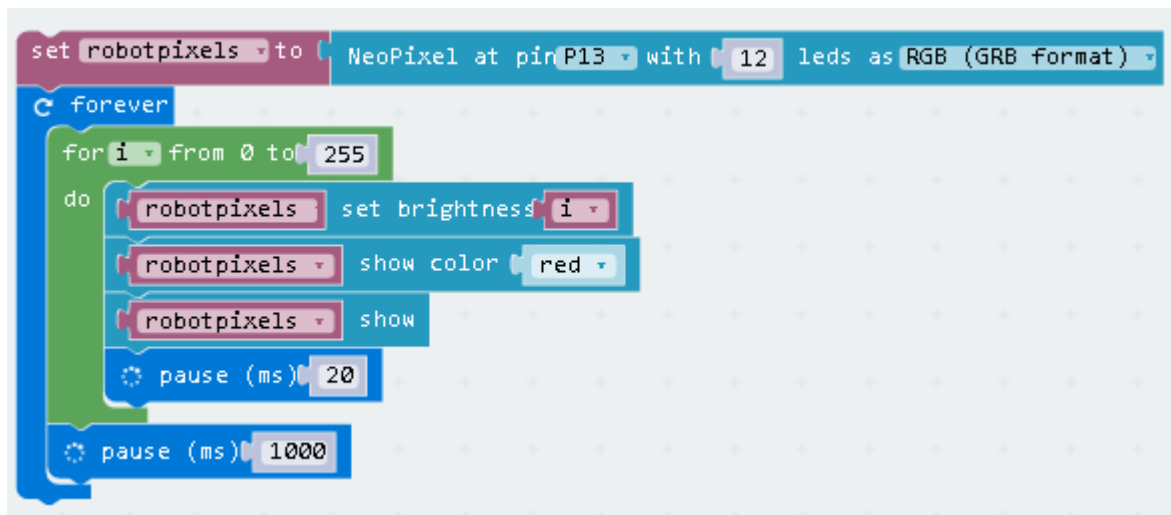 set robotpixels to NeoPixel at pin P13 with 12 leds as RGB (GRB format)
forever
for i from 0 to 255
do
robotpixels set brightness i
robotpixels show color red
robotpixels show
pause (ms) 20
pause (ms) 1000